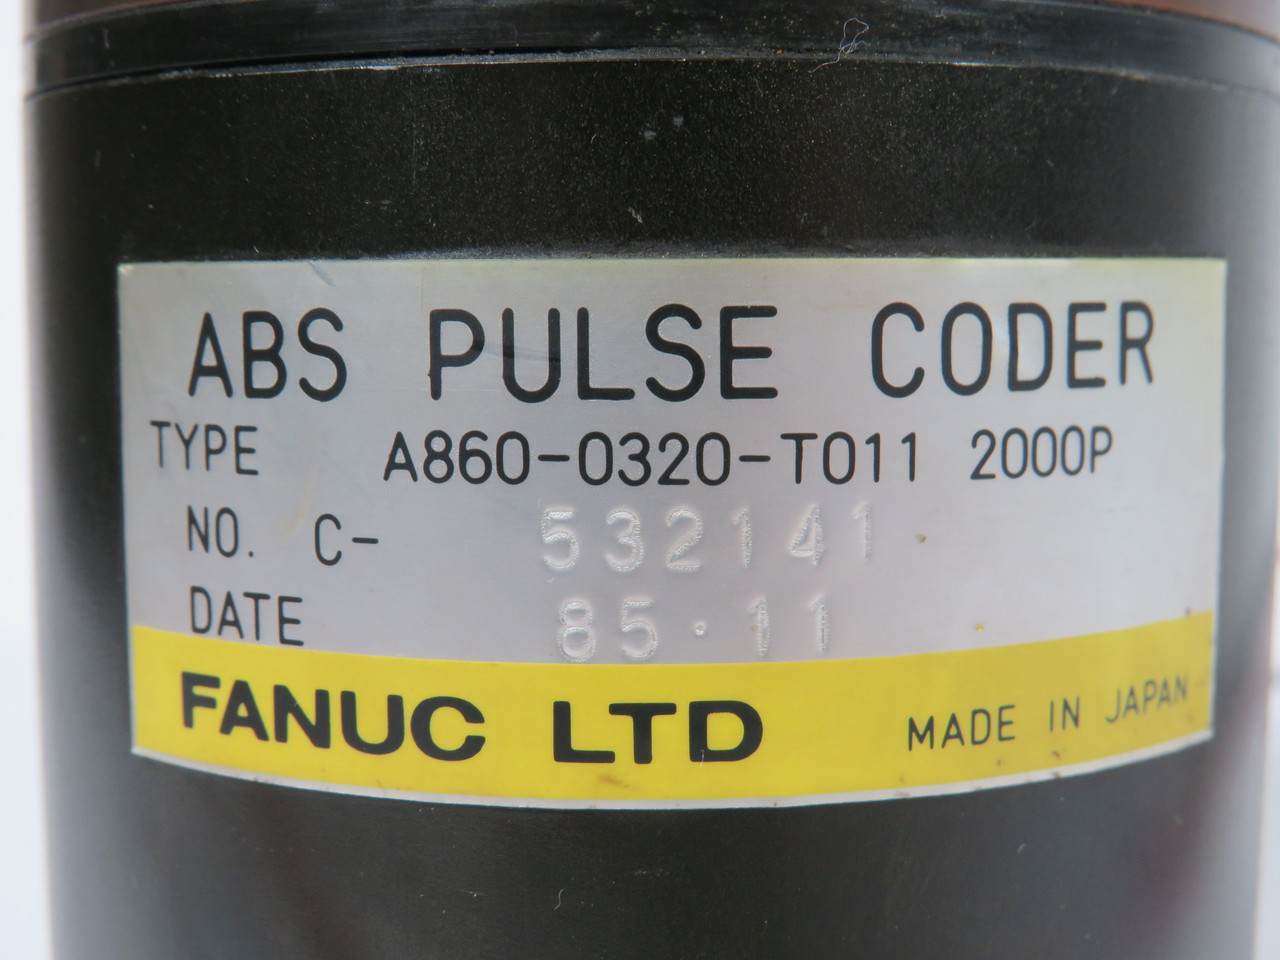 ABS PULSE CODER
TYPE A860-0320-T011 2000P
NO. C- 532141
DATE 85·11
FANUC LTD MADE IN JAPAN